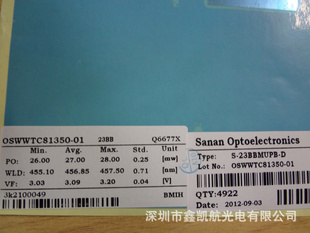 OSWWTC81350-01 23BB Q6677X
Min. Avg. Max. Std. Unit
PO: 26.00 27.00 28.00 0.25 [mw]
WLD: 455.10 456.85 457.50 0.71 [nm]
VF: 3.09 3.12 3.20 0.04 [V]
3k2100049 BMIH
Sanan Optoelectronics
Type: S-23BBMUPB-D
Lot No.: OSWWTC81350-01
QTY:4922
Date: 2012-09-03
深圳市鑫凯航光电有限公司